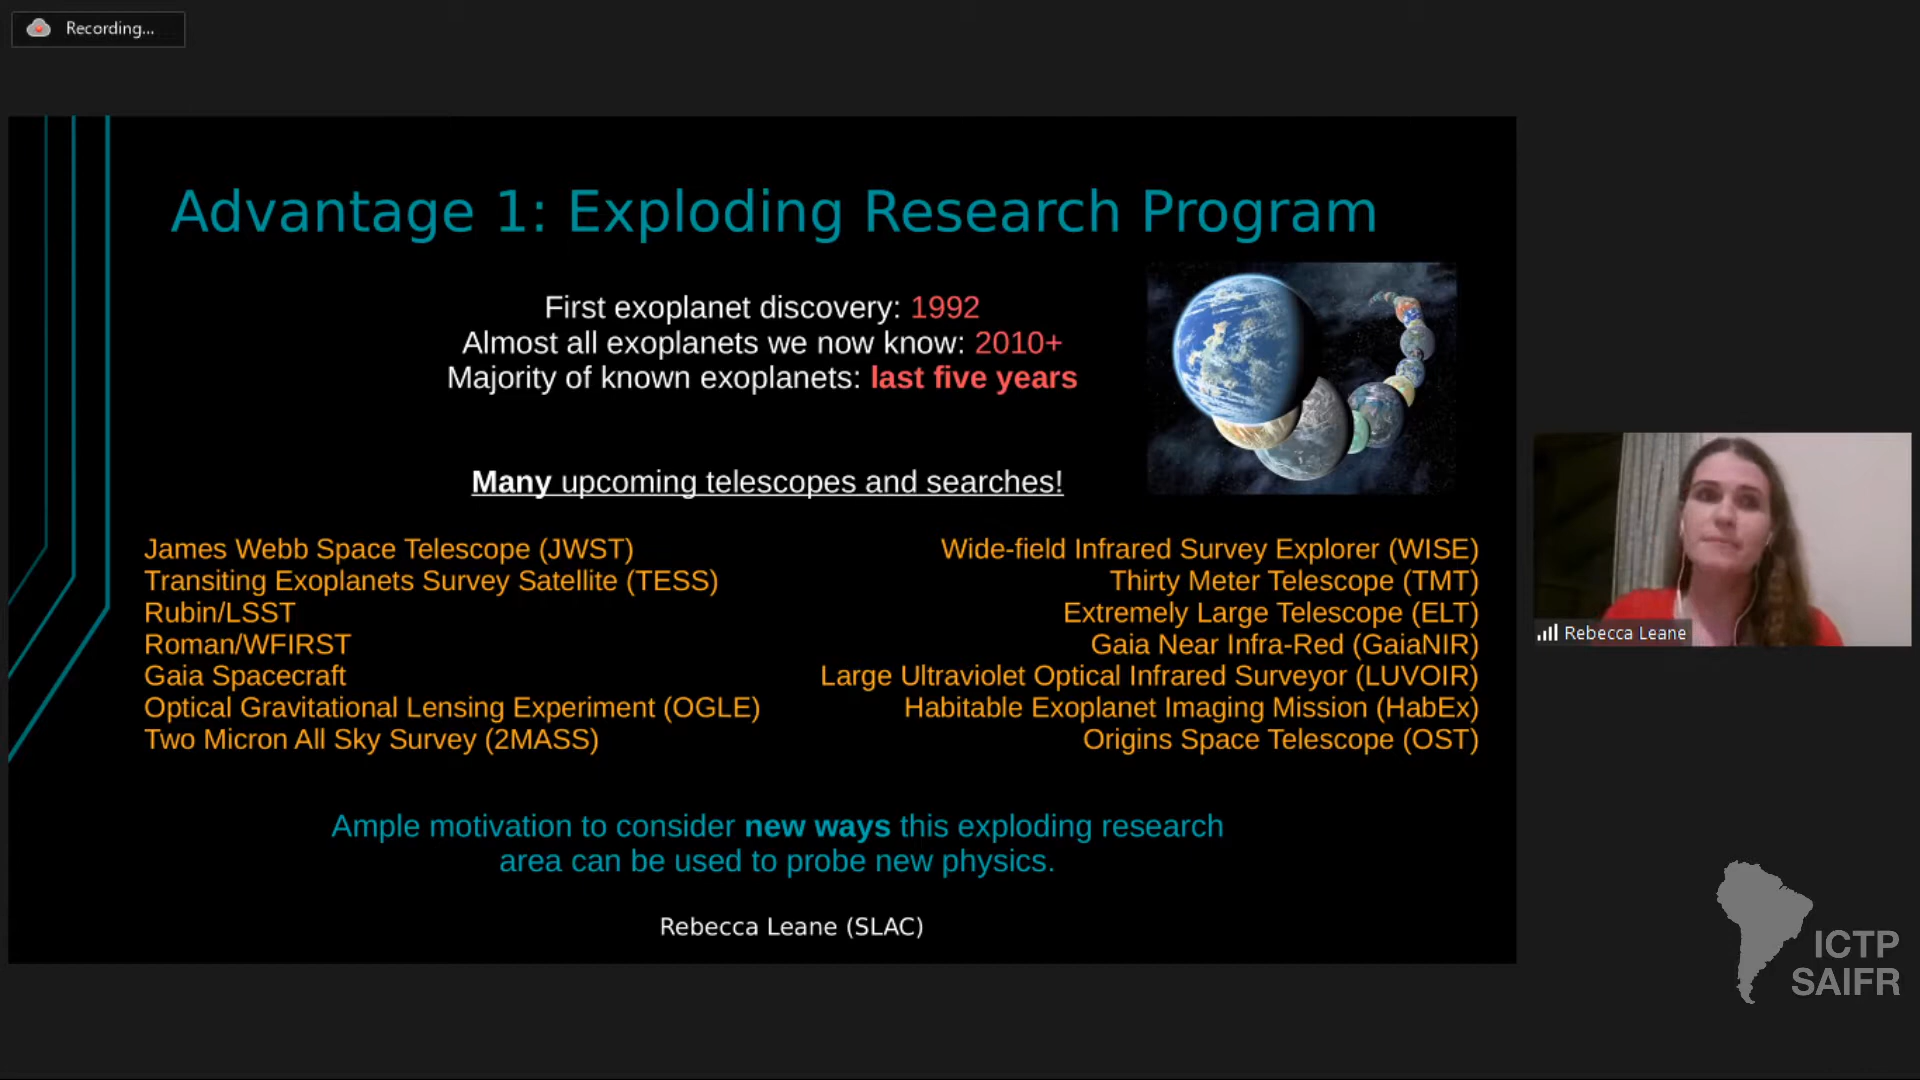 Recording...
Advantage 1: Exploding Research Program
First exoplanet discovery: 1992
Almost all exoplanets we now know: 2010+
Majority of known exoplanets: last five years
Many upcoming telescopes and searches!
James Webb Space Telescope (JWST)
Transiting Exoplanets Survey Satellite (TESS)
Rubin/LSST
Roman/WFIRST
Gaia Spacecraft
Optical Gravitational Lensing Experiment (OGLE)
Two Micron All Sky Survey (2MASS)
Wide-field Infrared Survey Explorer (WISE)
Thirty Meter Telescope (TMT)
Extremely Large Telescope (ELT)
Gaia Near Infra-Red (GaiaNIR)
Large Ultraviolet Optical Infrared Surveyor (LUVOIR)
Habitable Exoplanet Imaging Mission (HabEx)
Origins Space Telescope (OST)
Ample motivation to consider new ways this exploding research
area can be used to probe new physics.
Rebecca Leane (SLAC)
Rebecca Leane
ICTP
SAIFR